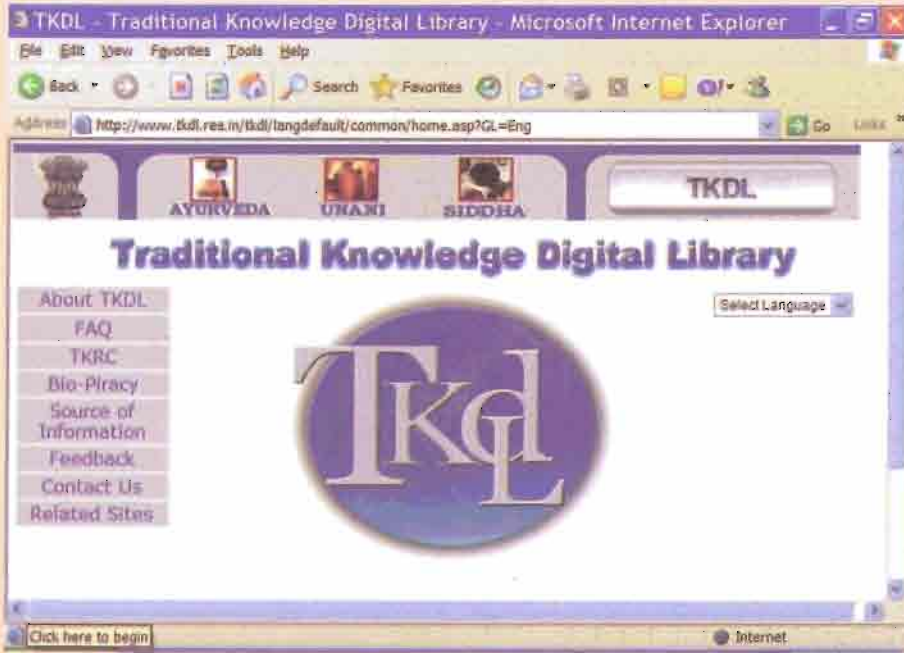 TKDL - Traditional Knowledge Digital Library - Microsoft Internet Explorer
File Edit View Favorites Tools Help
Back Search Favorites
Address http://www.tkdl.res.in/tkdl/langdefault/common/home.asp?GL=Eng Go Links
AYURVEDA UNANI SIDDHA TKDL
Traditional Knowledge Digital Library
Select Language
About TKDL
FAQ
TKRC
Bio-Piracy
Source of
Information
Feedback
Contact Us
Related Sites
TKdL
Click here to begin Internet